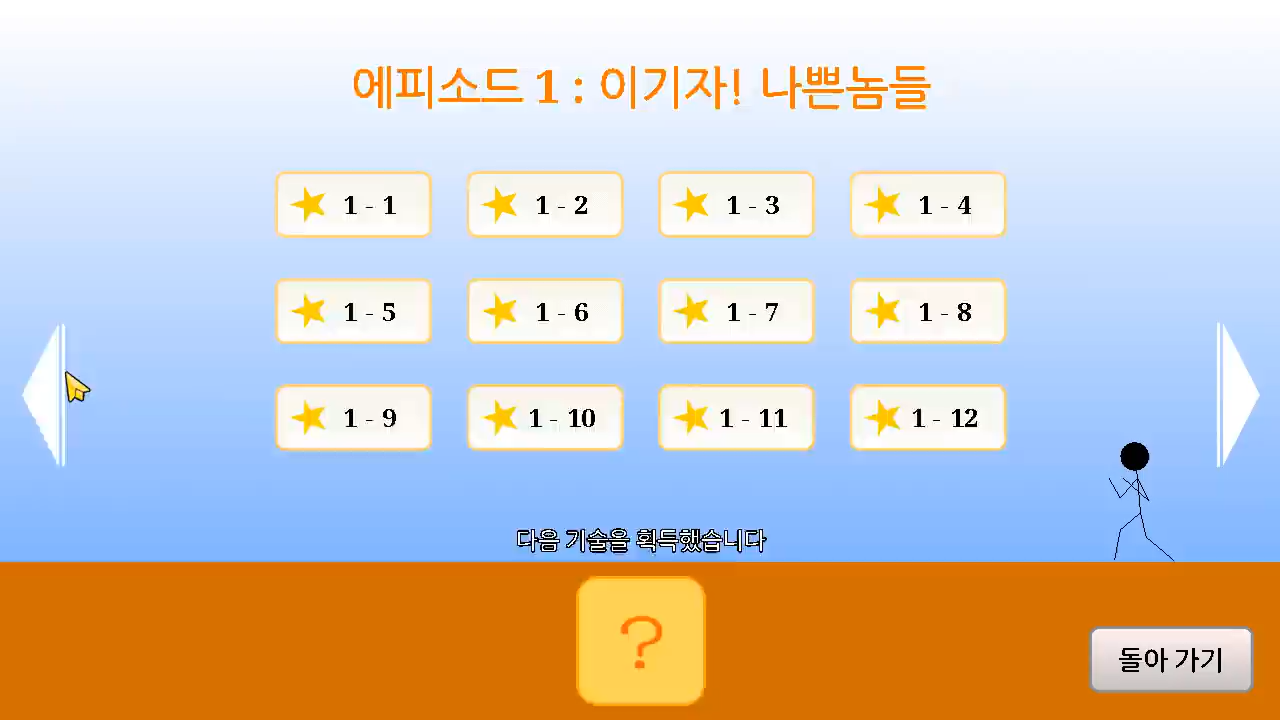 에피소드 1 : 이기자! 나쁜놈들
1 - 1
1 - 2
1 - 3
1 - 4
1 - 5
1 - 6
1 - 7
1 - 8
1 - 9
1 - 10
1 - 11
1 - 12
다음 기술을 획득했습니다
?
돌아 가기